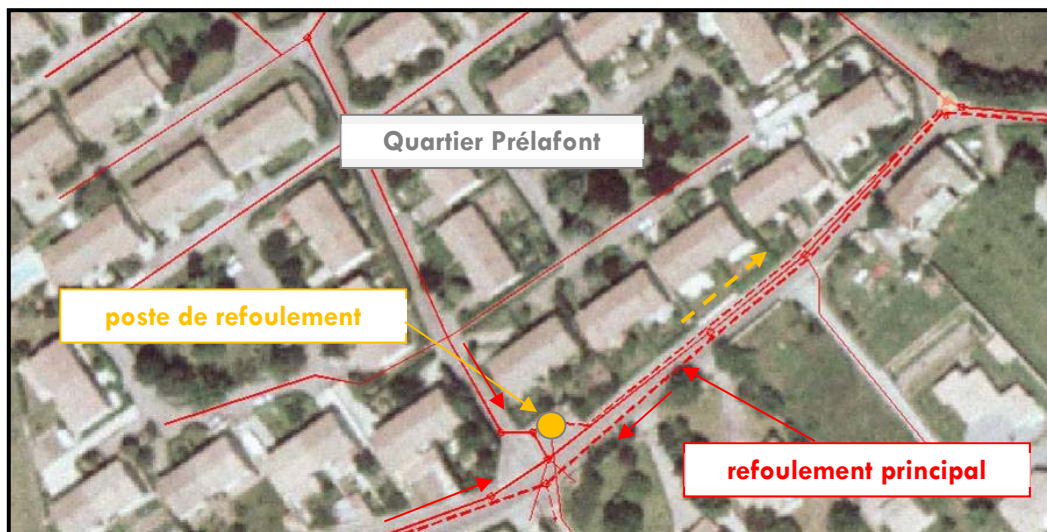 Quartier Prélafont
poste de refoulement
refoulement principal